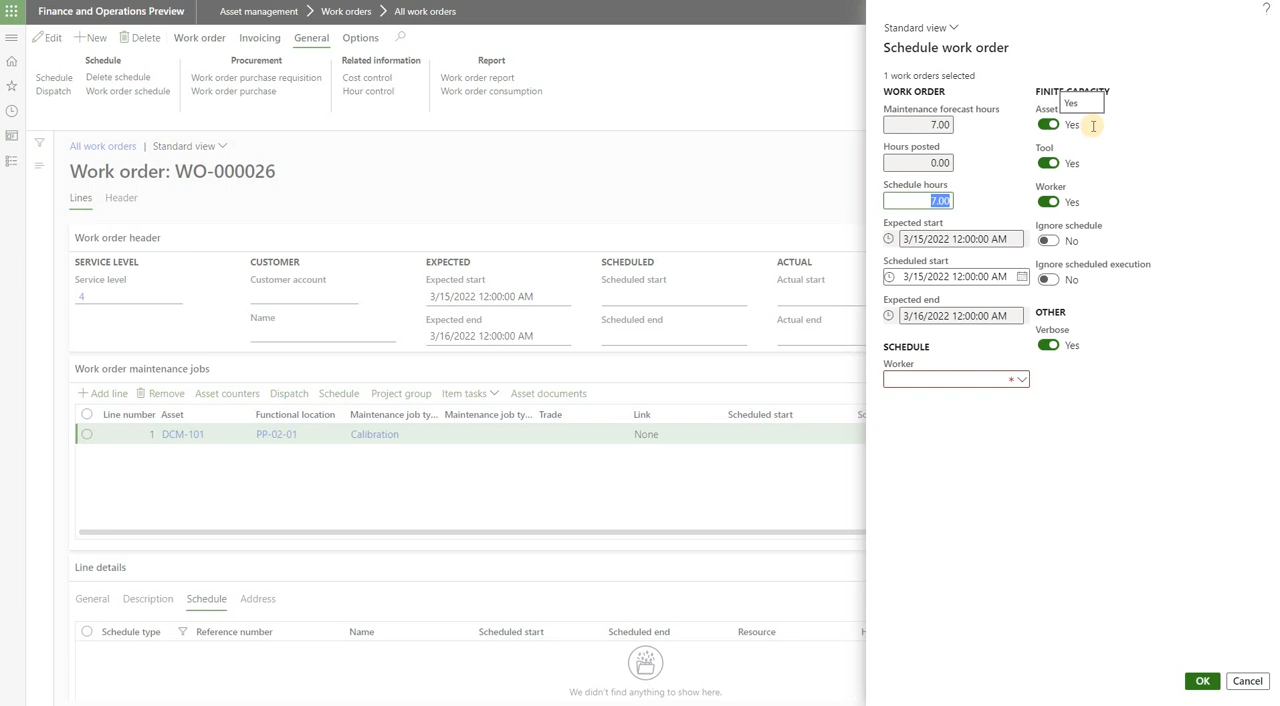 Finance and Operations Preview
Asset management > Work orders > All work orders
?
Edit New Delete Work order Invoicing General Options
Schedule Procurement Related information Report
Schedule Delete schedule Work order purchase requisition Cost control Work order report
Dispatch Work order schedule Work order purchase Hour control Work order consumption
All work orders | Standard view
Work order: WO-000026
Lines Header
Work order header
SERVICE LEVEL CUSTOMER EXPECTED SCHEDULED ACTUAL
Service level Customer account Expected start Scheduled start Actual start
4 3/15/2022 12:00:00 AM
Name Expected end Scheduled end Actual end
3/16/2022 12:00:00 AM
Work order maintenance jobs
Add line Remove Asset counters Dispatch Schedule Project group Item tasks Asset documents
Line number Asset Functional location Maintenance job ty... Maintenance job ty... Trade Link Scheduled start
1 DCM-101 PP-02-01 Calibration None
Line details
General Description Schedule Address
Schedule type Reference number Name Scheduled start Scheduled end Resource
We didn't find anything to show here.
Standard view
Schedule work order
1 work orders selected
WORK ORDER
Maintenance forecast hours
7.00
Hours posted
0.00
Schedule hours
7.00
Expected start
3/15/2022 12:00:00 AM
Scheduled start
3/15/2022 12:00:00 AM
Expected end
3/16/2022 12:00:00 AM
SCHEDULE
Worker
*
FINITE CAPACITY
Yes
Asset
Yes
Tool
Yes
Worker
Yes
Ignore schedule
No
Ignore scheduled execution
No
OTHER
Verbose
Yes
OK Cancel